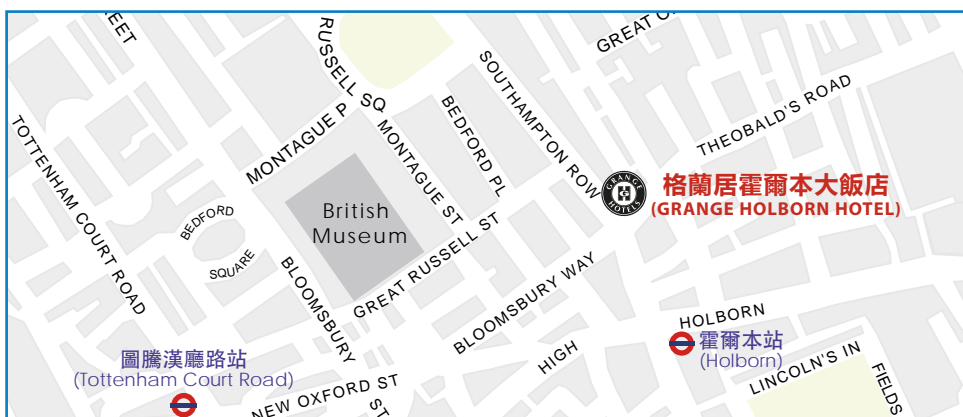 EET
RUSSELL SQ
GREAT O
SOUTHAMPTON ROW
BEDFORD PL
THEOBALD'S ROAD
MONTAGUE P
MONTAGUE ST
TOTTENHAM COURT ROAD
GRANGE
HOTELS
格蘭居霍爾本大飯店
(GRANGE HOLBORN HOTEL)
BEDFORD
SQUARE
British
Museum
GREAT RUSSELL ST
BLOOMSBURY ST
BLOOMSBURY WAY
HIGH
HOLBORN
霍爾本站
(Holborn)
圖騰漢廳路站
(Tottenham Court Road)
NEW OXFORD ST
LINCOLN'S IN
FIELDS